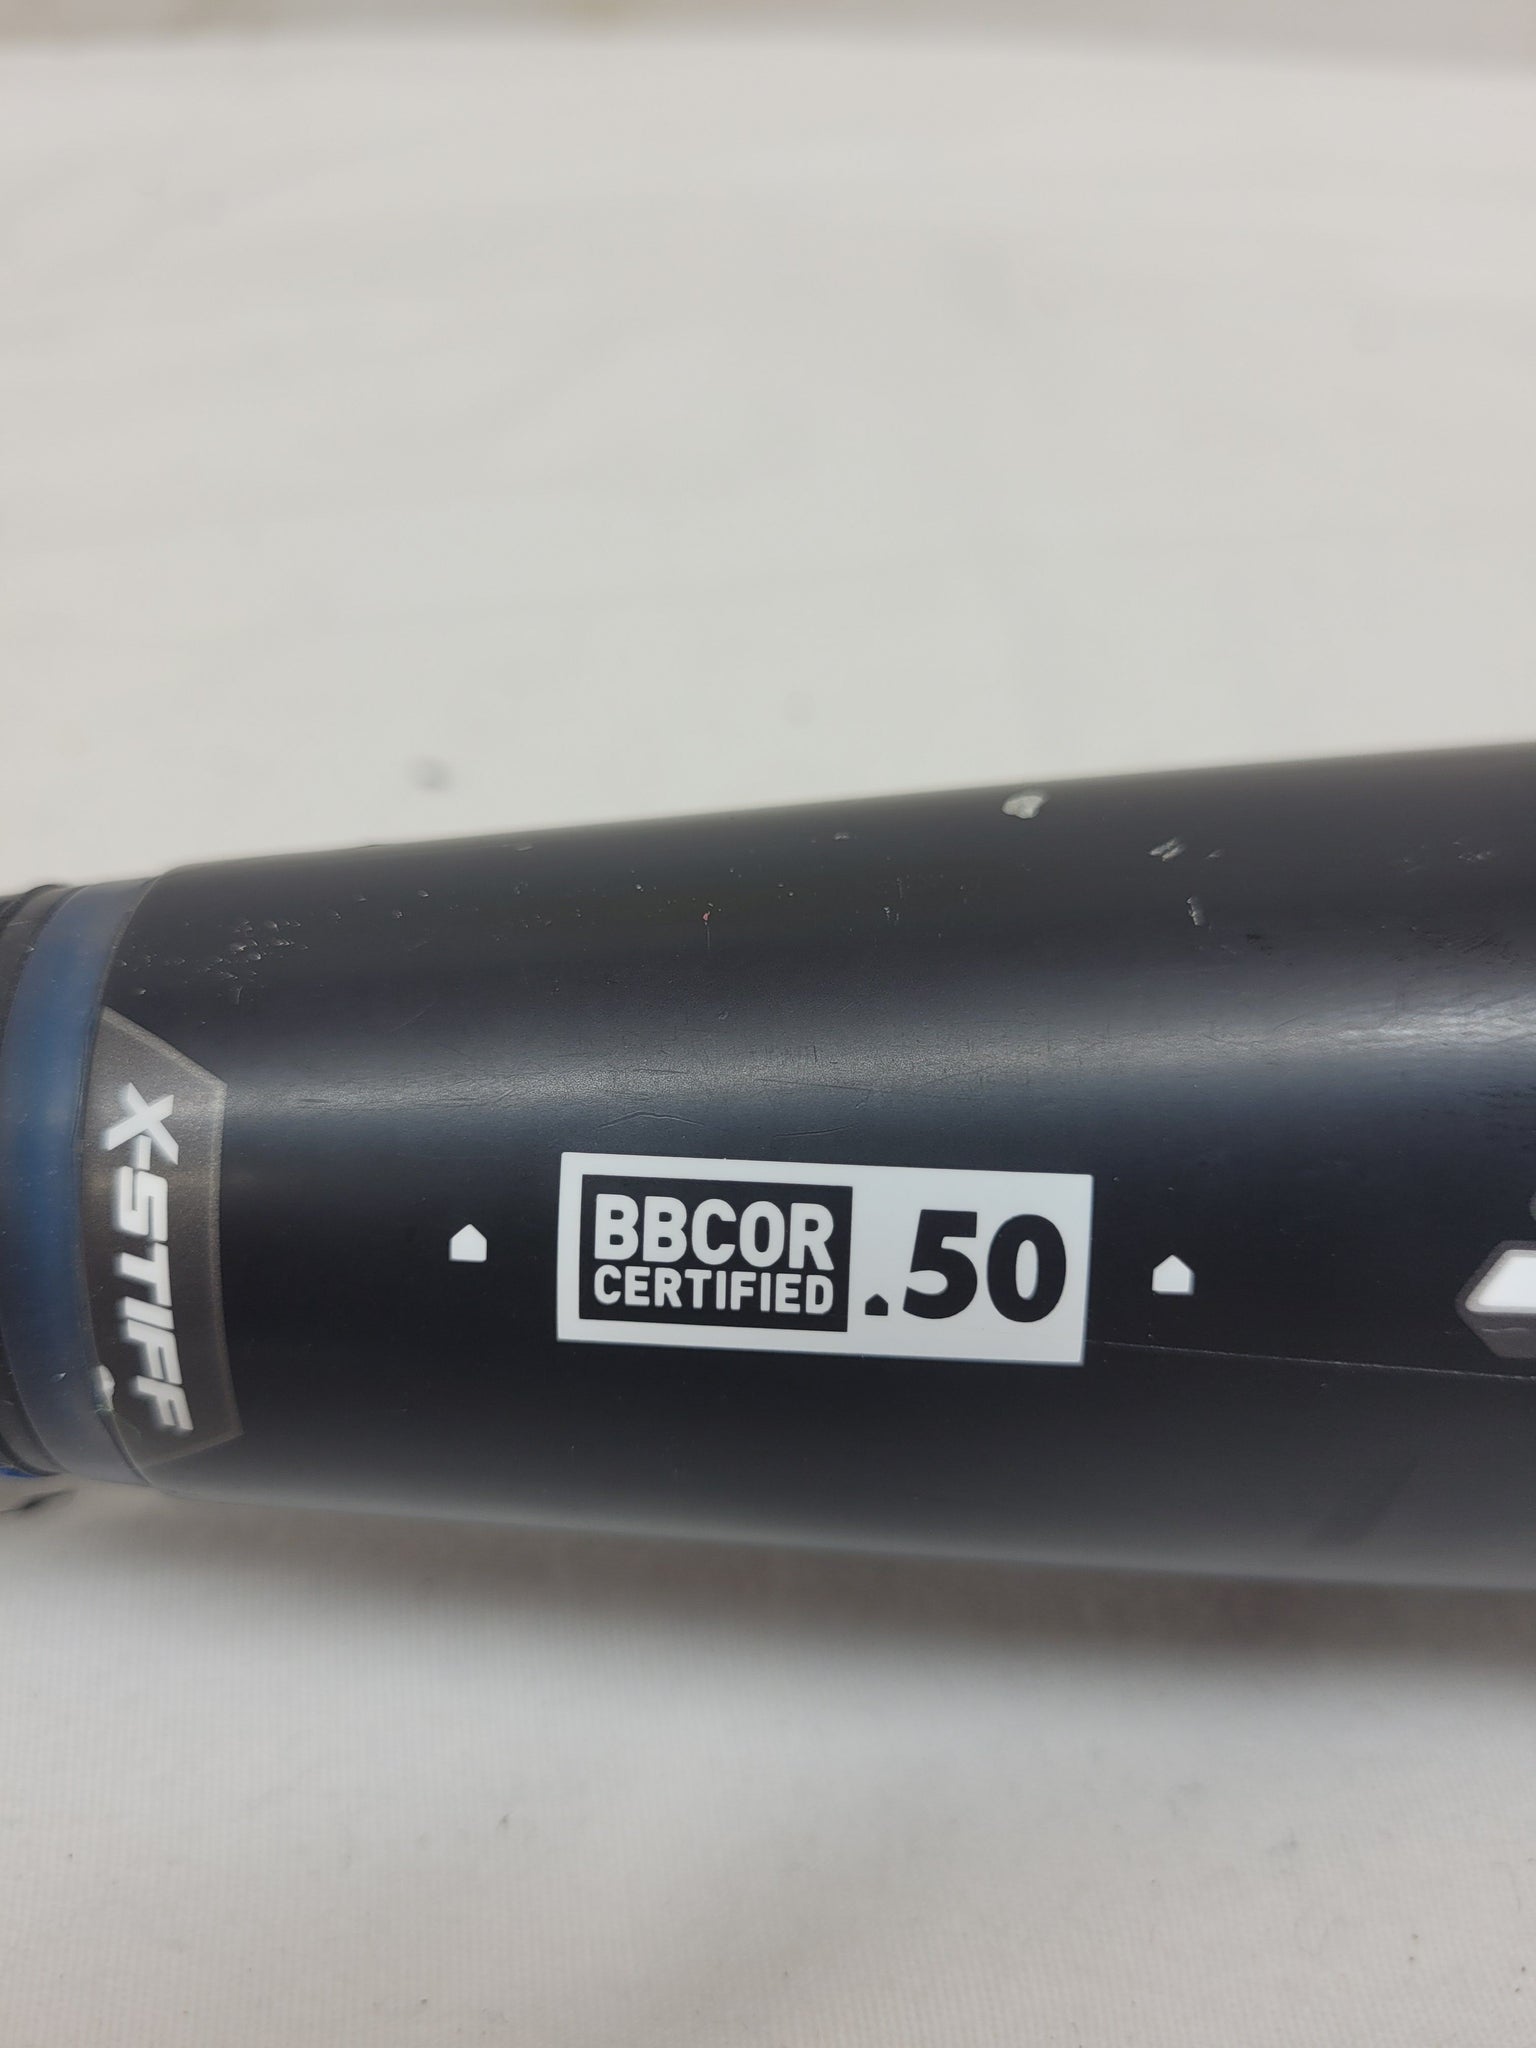 X-STIFF
BBCOR
CERTIFIED
.50